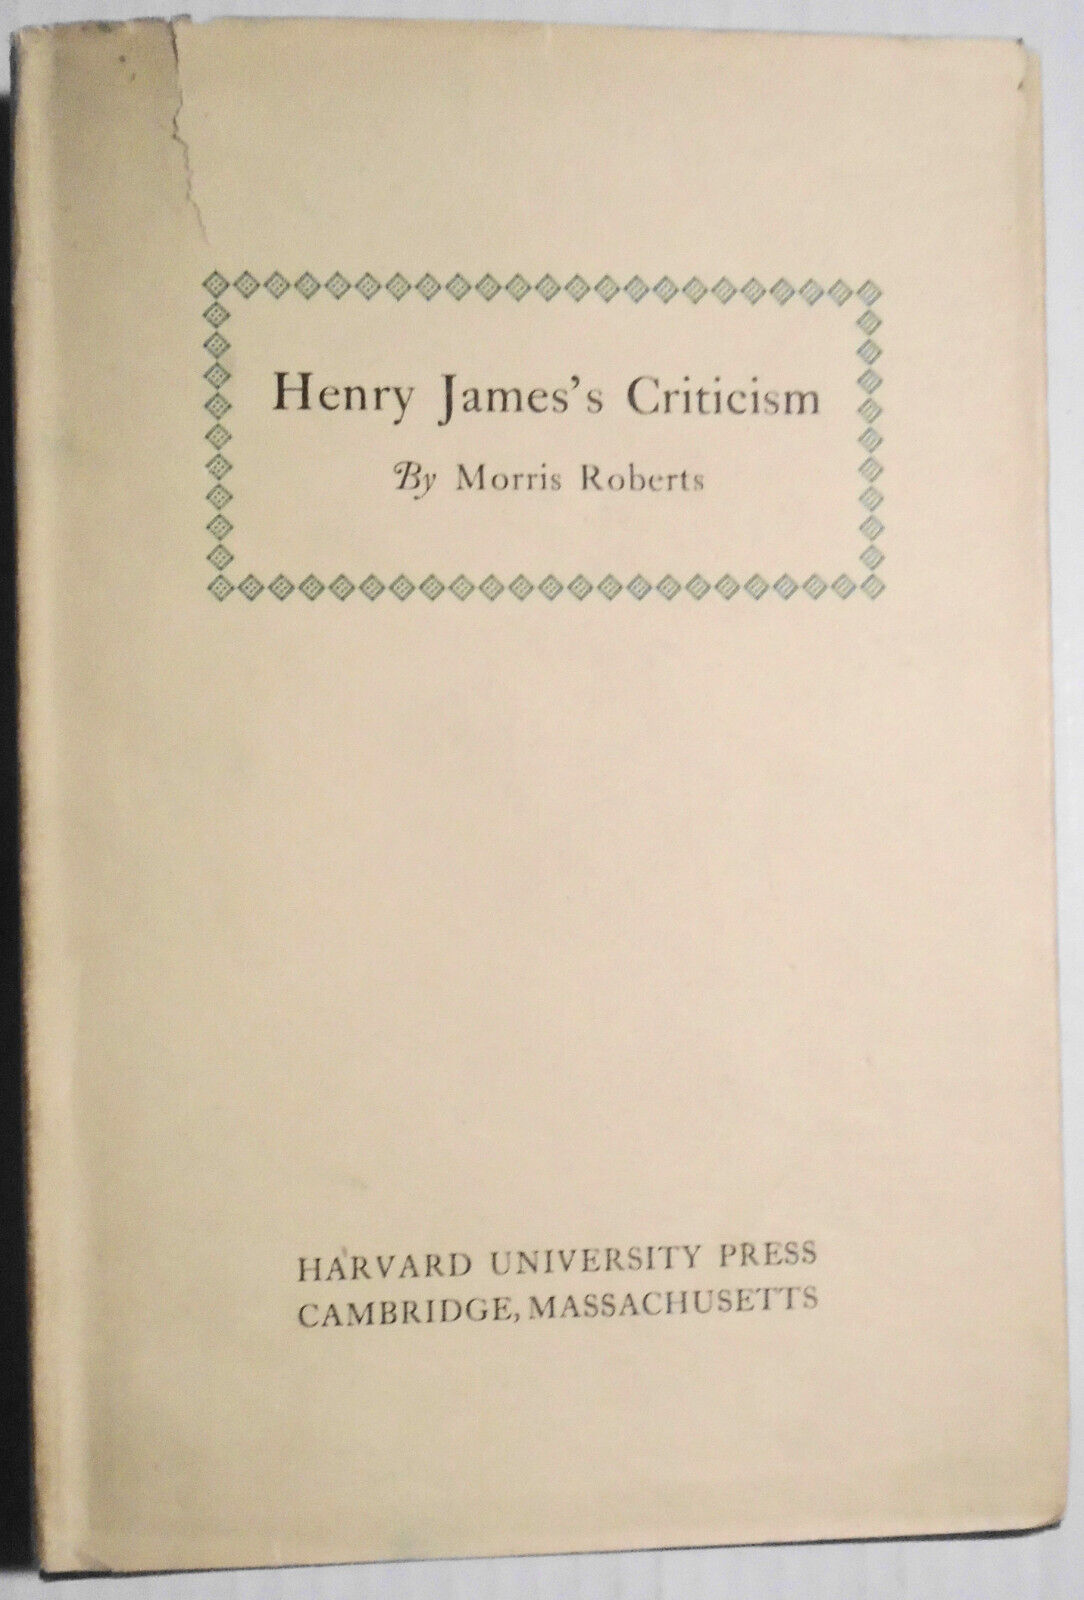 Henry James's Criticism
By Morris Roberts
HARVARD UNIVERSITY PRESS
CAMBRIDGE, MASSACHUSETTS